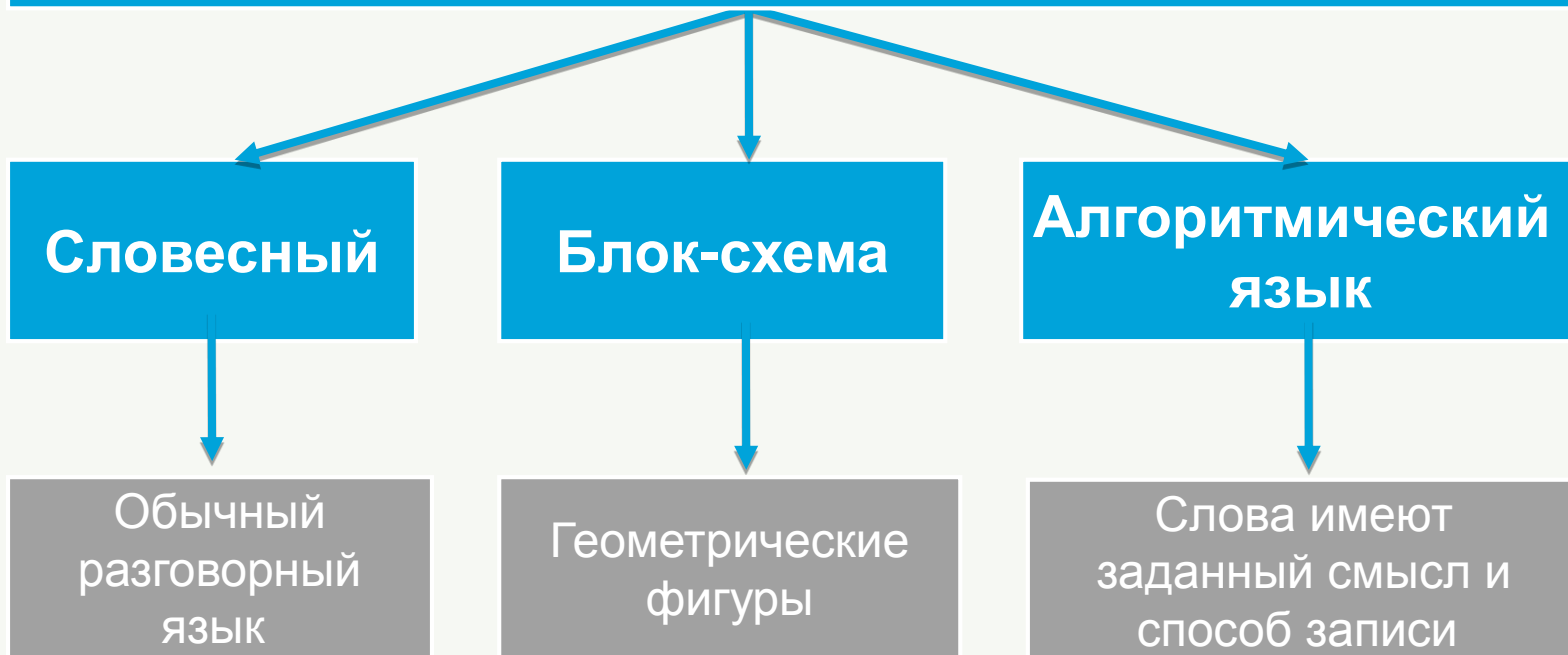 Словесный
Блок-схема
Алгоритмический
язык
Обычный
разговорный
язык
Геометрические
фигуры
Слова имеют
заданный смысл и
способ записи